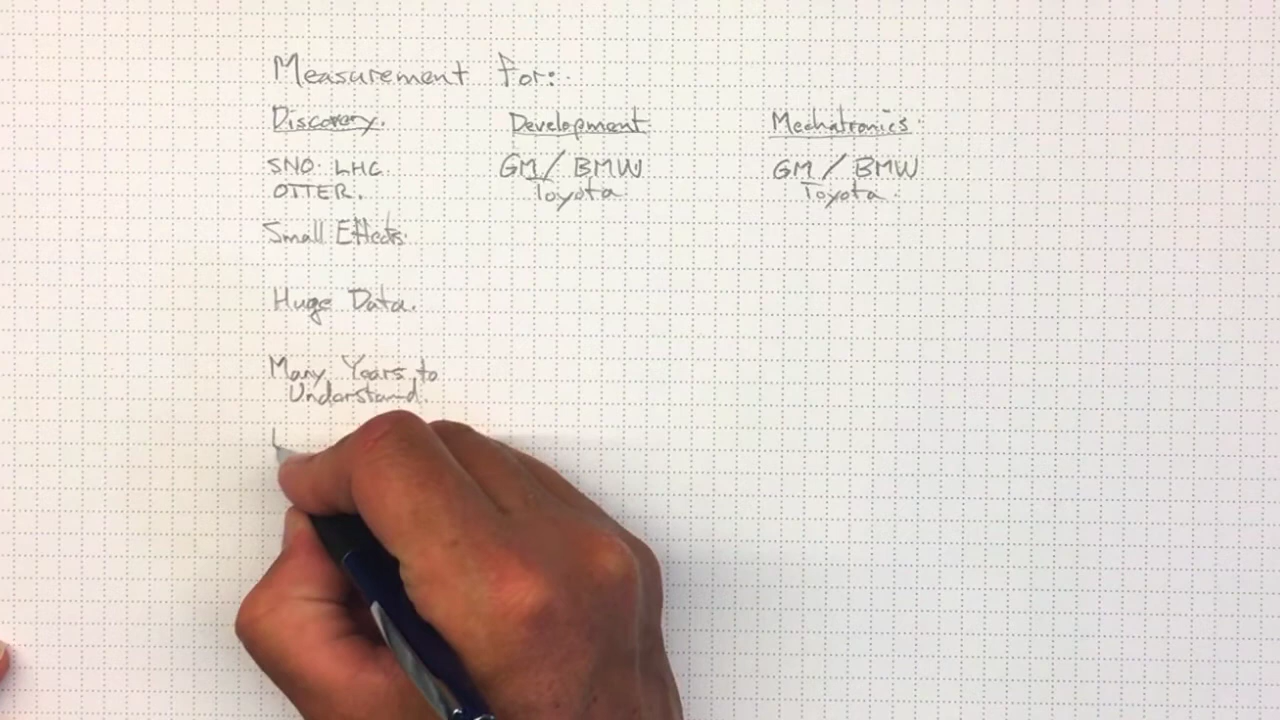 Measurement for:
Discovery. Development Mechatronics
SNO LHC GM / BMW GM / BMW
OTTER. Toyota Toyota
Small Effects
Huge Data.
Many Years to
Understand.